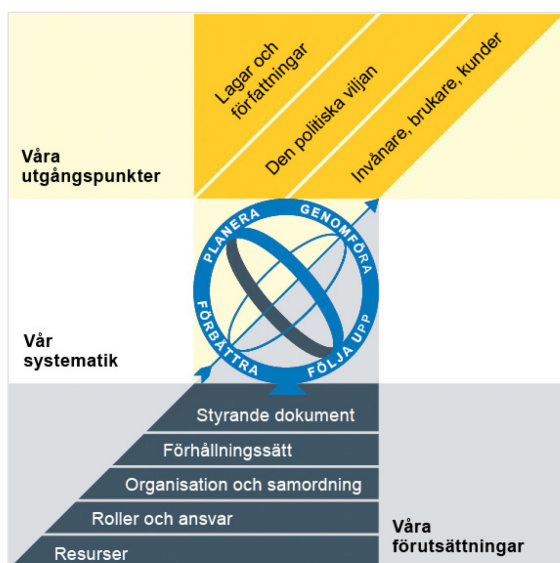 Lagar och
författningar
Den politiska viljan
Invånare, brukare, kunder
Våra
utgångspunkter
PLANERA
GENOMFÖRA
FÖLJA UPP
FÖRBÄTTRA
Vår
systematik
Styrande dokument
Förhållningssätt
Organisation och samordning
Roller och ansvar
Resurser
Våra
förutsättningar